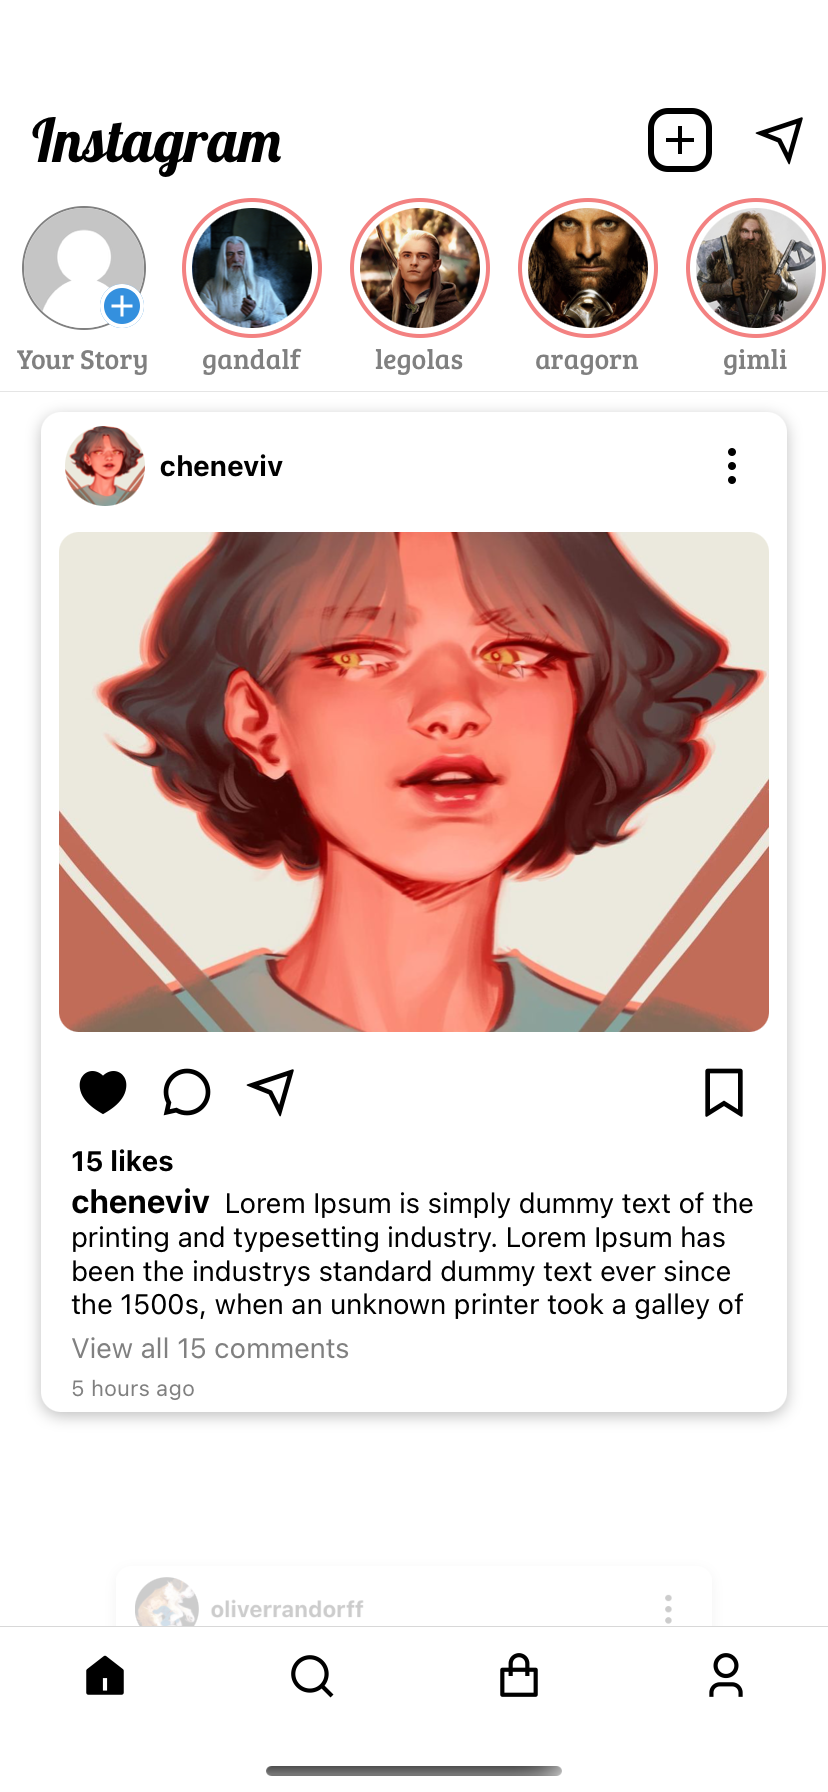 Instagram
Your Story
gandalf
legolas
aragorn
gimli
cheneviv
15 likes
cheneviv Lorem Ipsum is simply dummy text of the
printing and typesetting industry. Lorem Ipsum has
been the industrys standard dummy text ever since
the 1500s, when an unknown printer took a galley of
View all 15 comments
5 hours ago
oliverrandorff